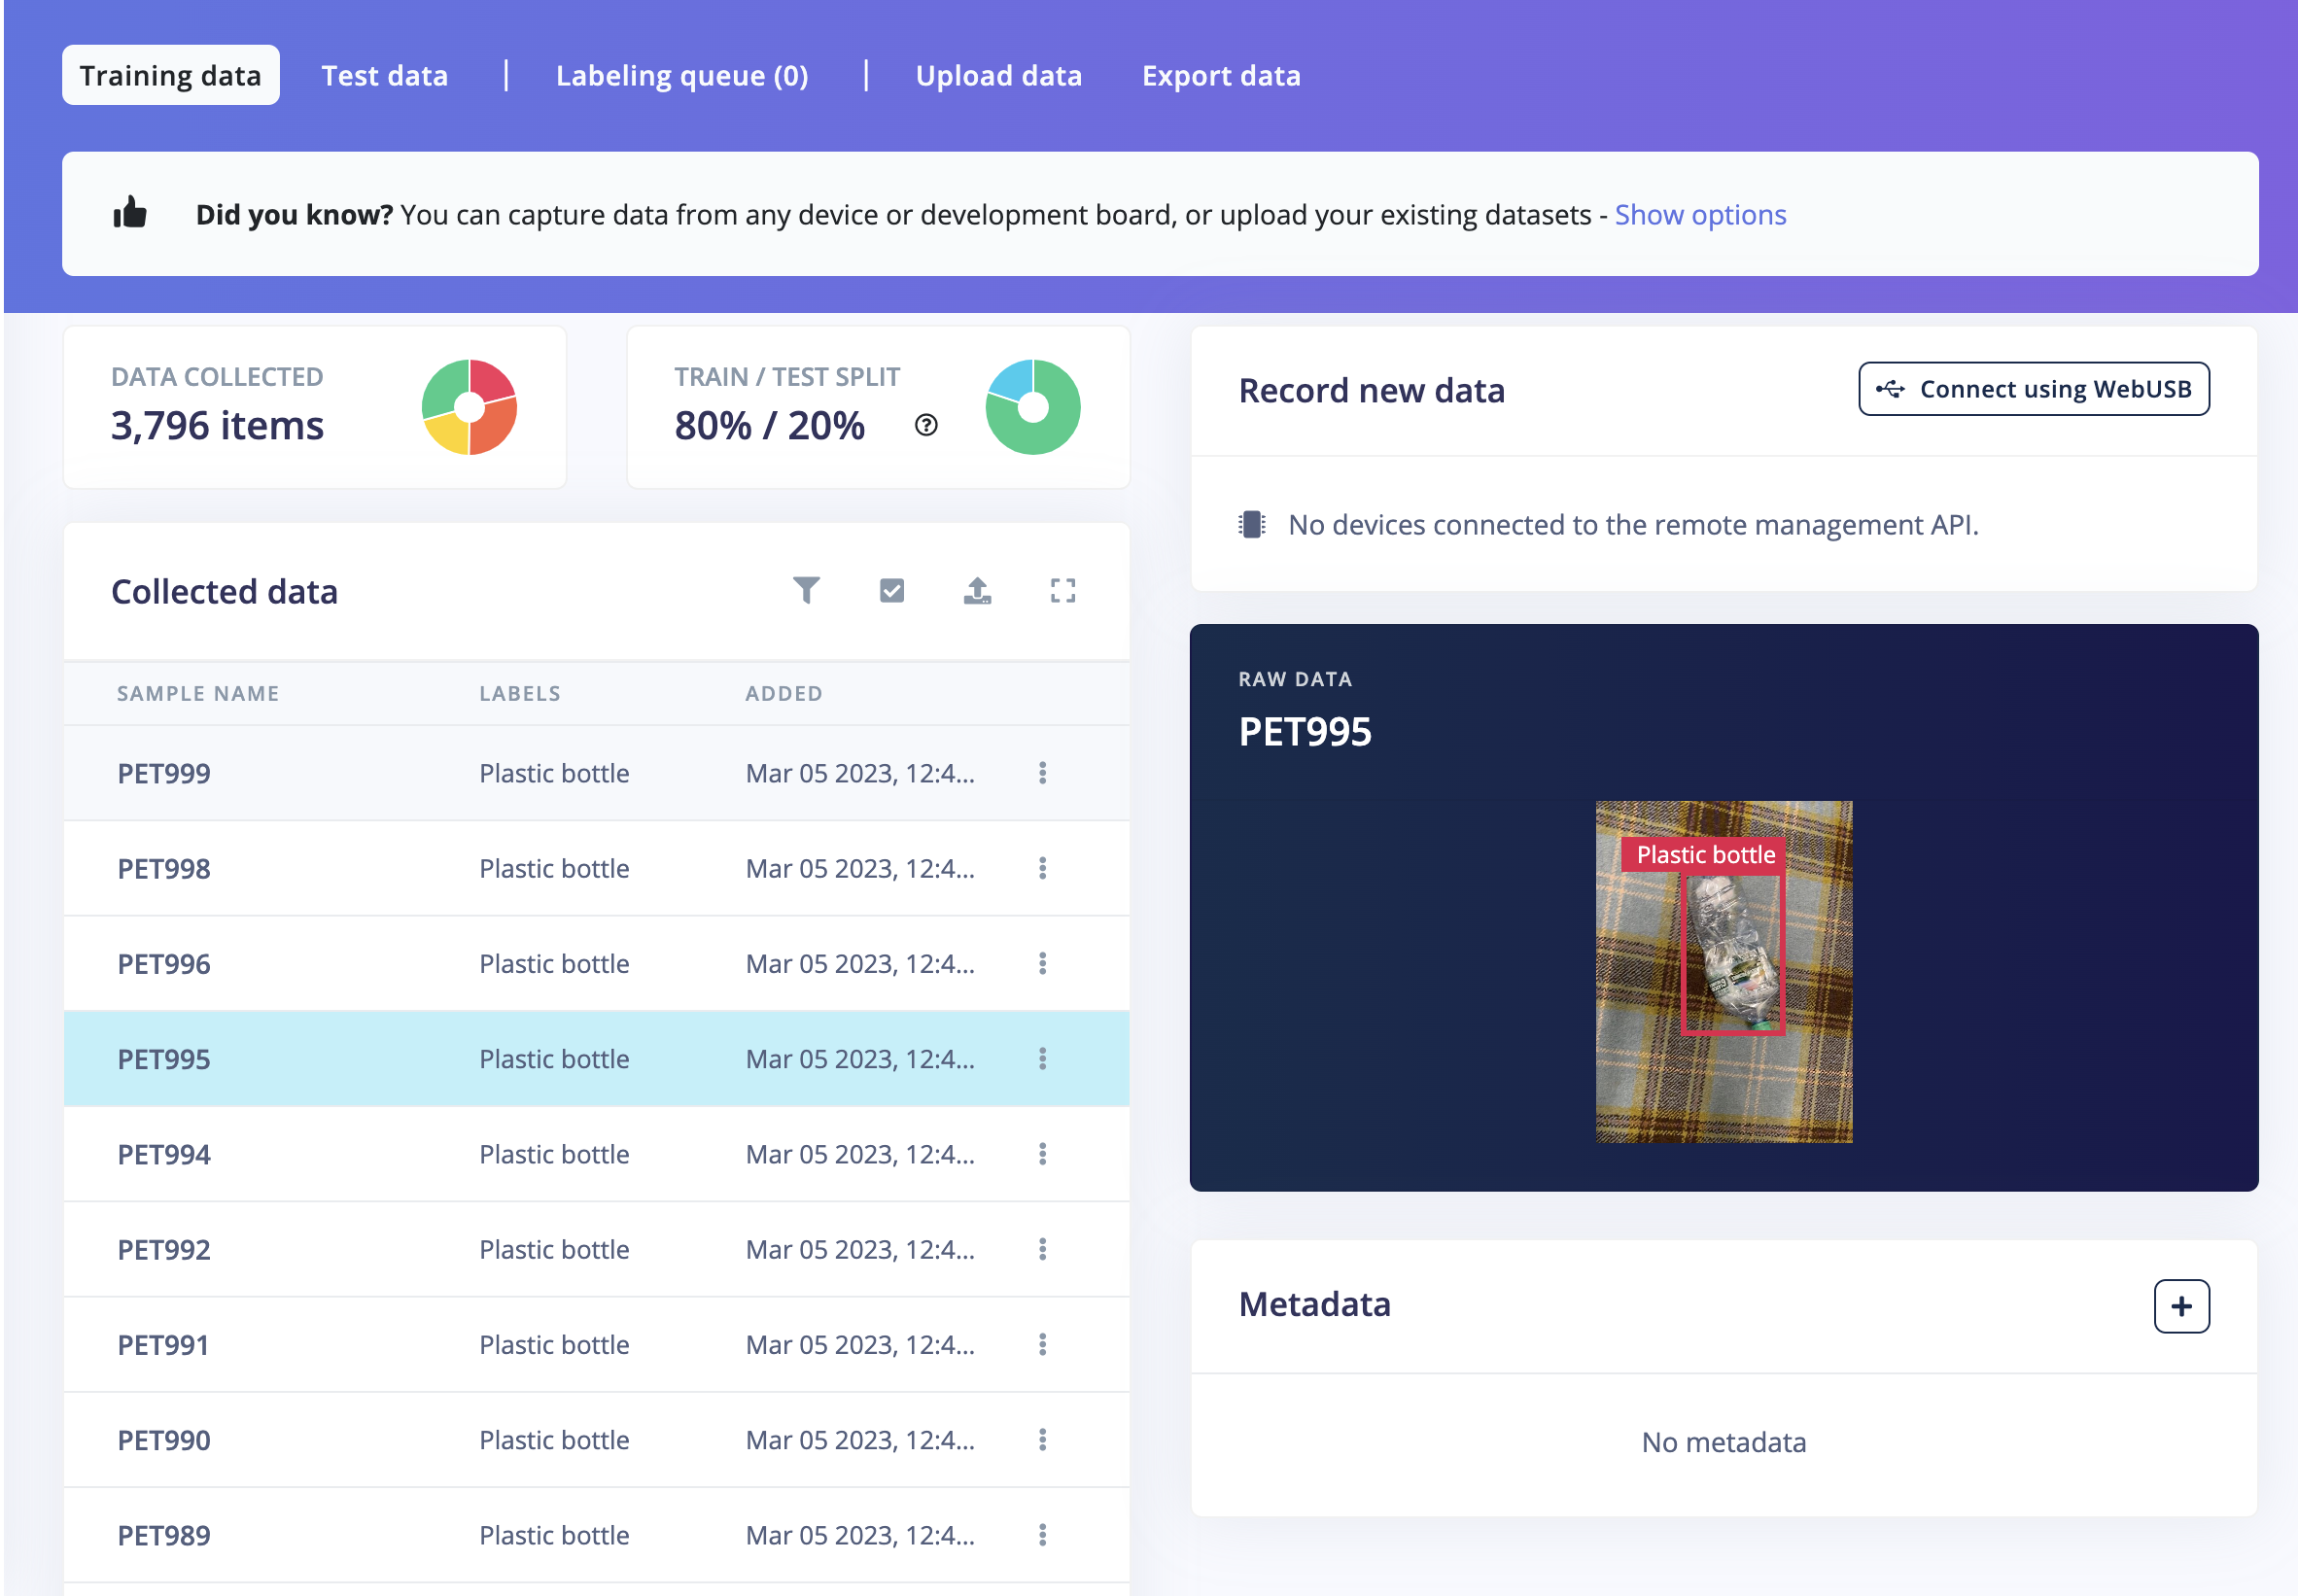 Training data
Test data
|
Labeling queue (0)
|
Upload data
Export data
Did you know? You can capture data from any device or development board, or upload your existing datasets - Show options
DATA COLLECTED
3,796 items
TRAIN / TEST SPLIT
80% / 20%
?
Record new data
Connect using WebUSB
No devices connected to the remote management API.
Collected data
SAMPLE NAME LABELS ADDED
PET999 Plastic bottle Mar 05 2023, 12:4...
PET998 Plastic bottle Mar 05 2023, 12:4...
PET996 Plastic bottle Mar 05 2023, 12:4...
PET995 Plastic bottle Mar 05 2023, 12:4...
PET994 Plastic bottle Mar 05 2023, 12:4...
PET992 Plastic bottle Mar 05 2023, 12:4...
PET991 Plastic bottle Mar 05 2023, 12:4...
PET990 Plastic bottle Mar 05 2023, 12:4...
PET989 Plastic bottle Mar 05 2023, 12:4...
RAW DATA
PET995
Plastic bottle
Metadata
+
No metadata